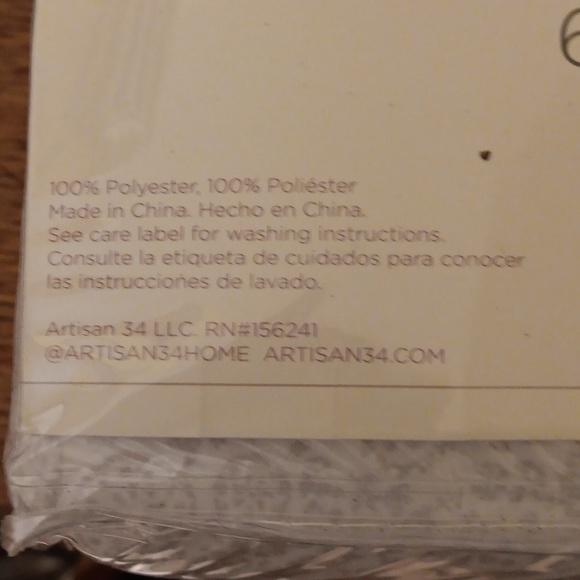 6
100% Polyester, 100% Poliéster
Made in China. Hecho en China.
See care label for washing instructions.
Consulte la etiqueta de cuidados para conocer
las instrucciones de lavado.
Artisan 34 LLC. RN#156241
@ARTISAN34HOME ARTISAN34.COM